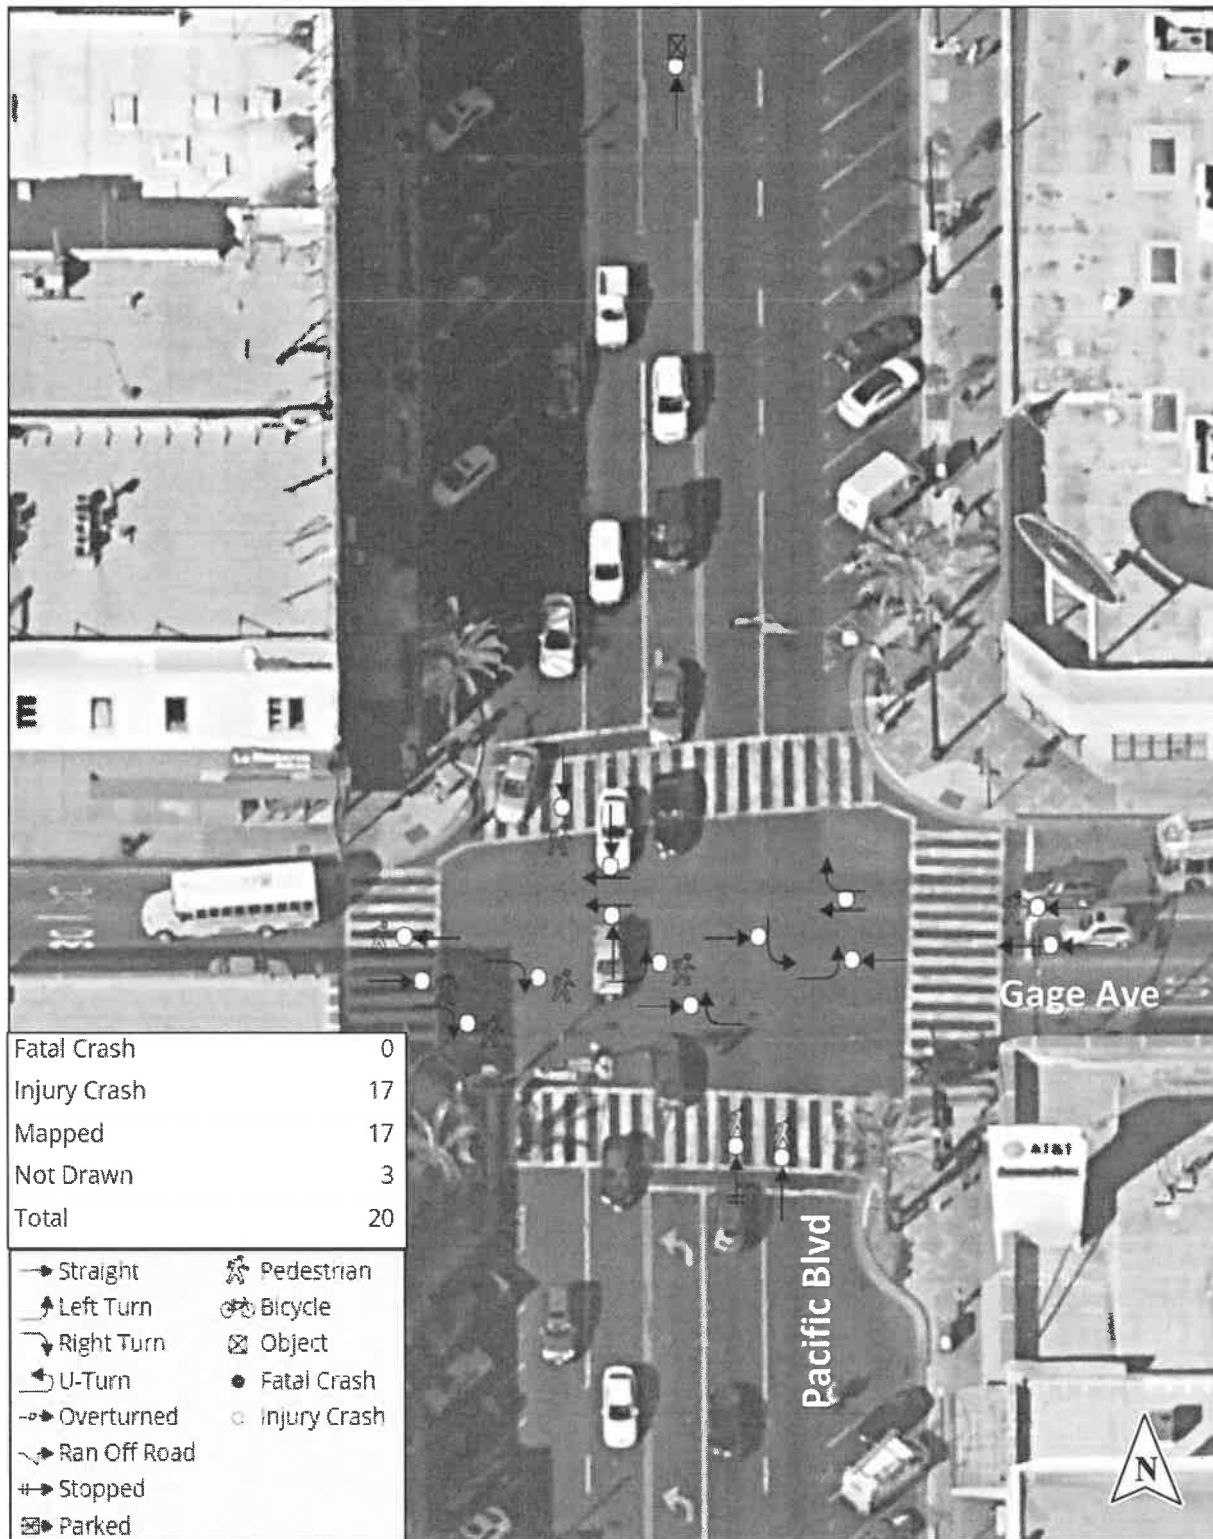 Gage Ave
Fatal Crash 0
Injury Crash 17
Mapped 17
Not Drawn 3
Total 20
AT&T
Pacific Blvd
Straight Pedestrian
Left Turn Bicycle
Right Turn Object
U-Turn Fatal Crash
Overturned Injury Crash
Ran Off Road
Stopped
Parked
N